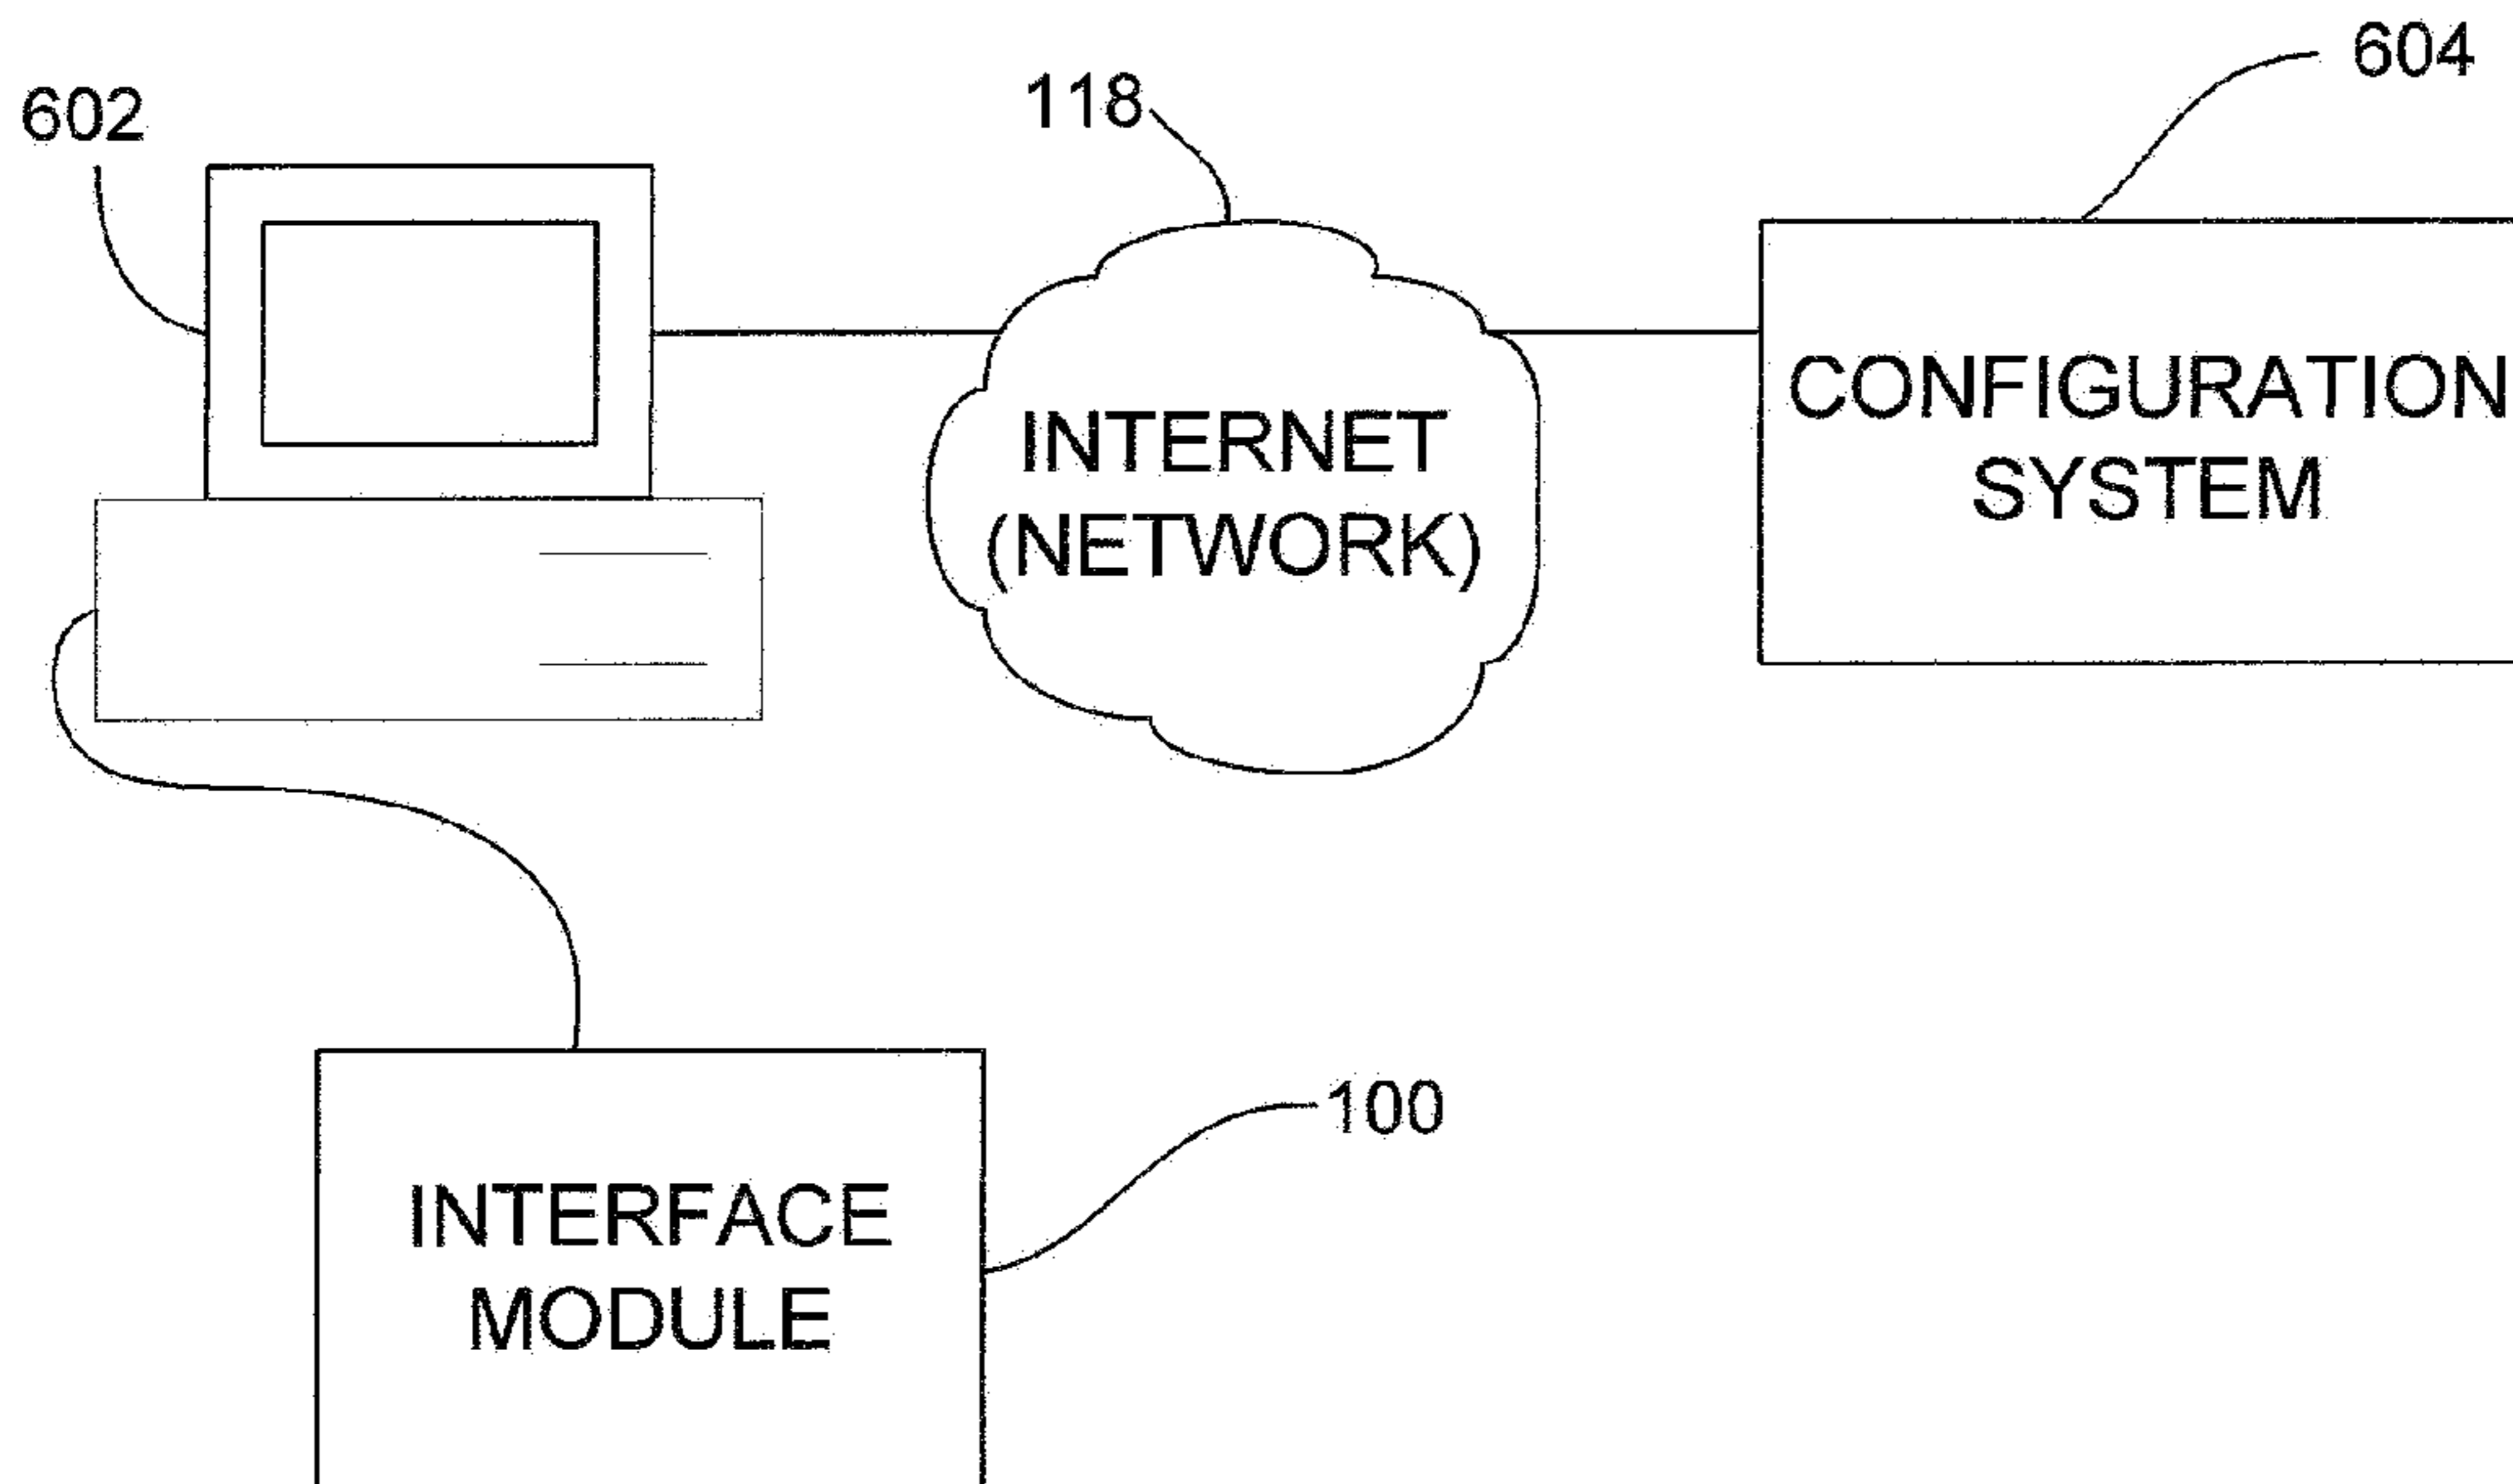 604
118
602
CONFIGURATION
SYSTEM
INTERNET
(NETWORK)
100
INTERFACE
MODULE